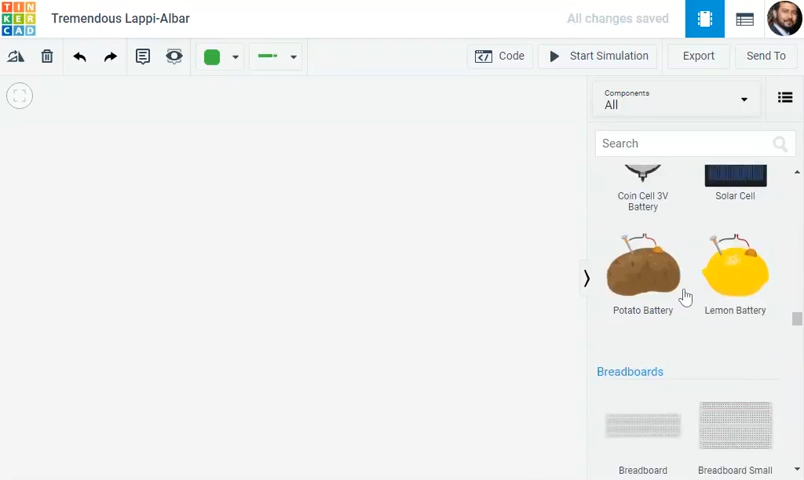 TIN
KER
CAD
Tremendous Lappi-Albar
All changes saved
Code
Start Simulation
Export
Send To
Components
All
Search
Coin Cell 3V
Battery
Solar Cell
Potato Battery
Lemon Battery
Breadboards
Breadboard
Breadboard Small